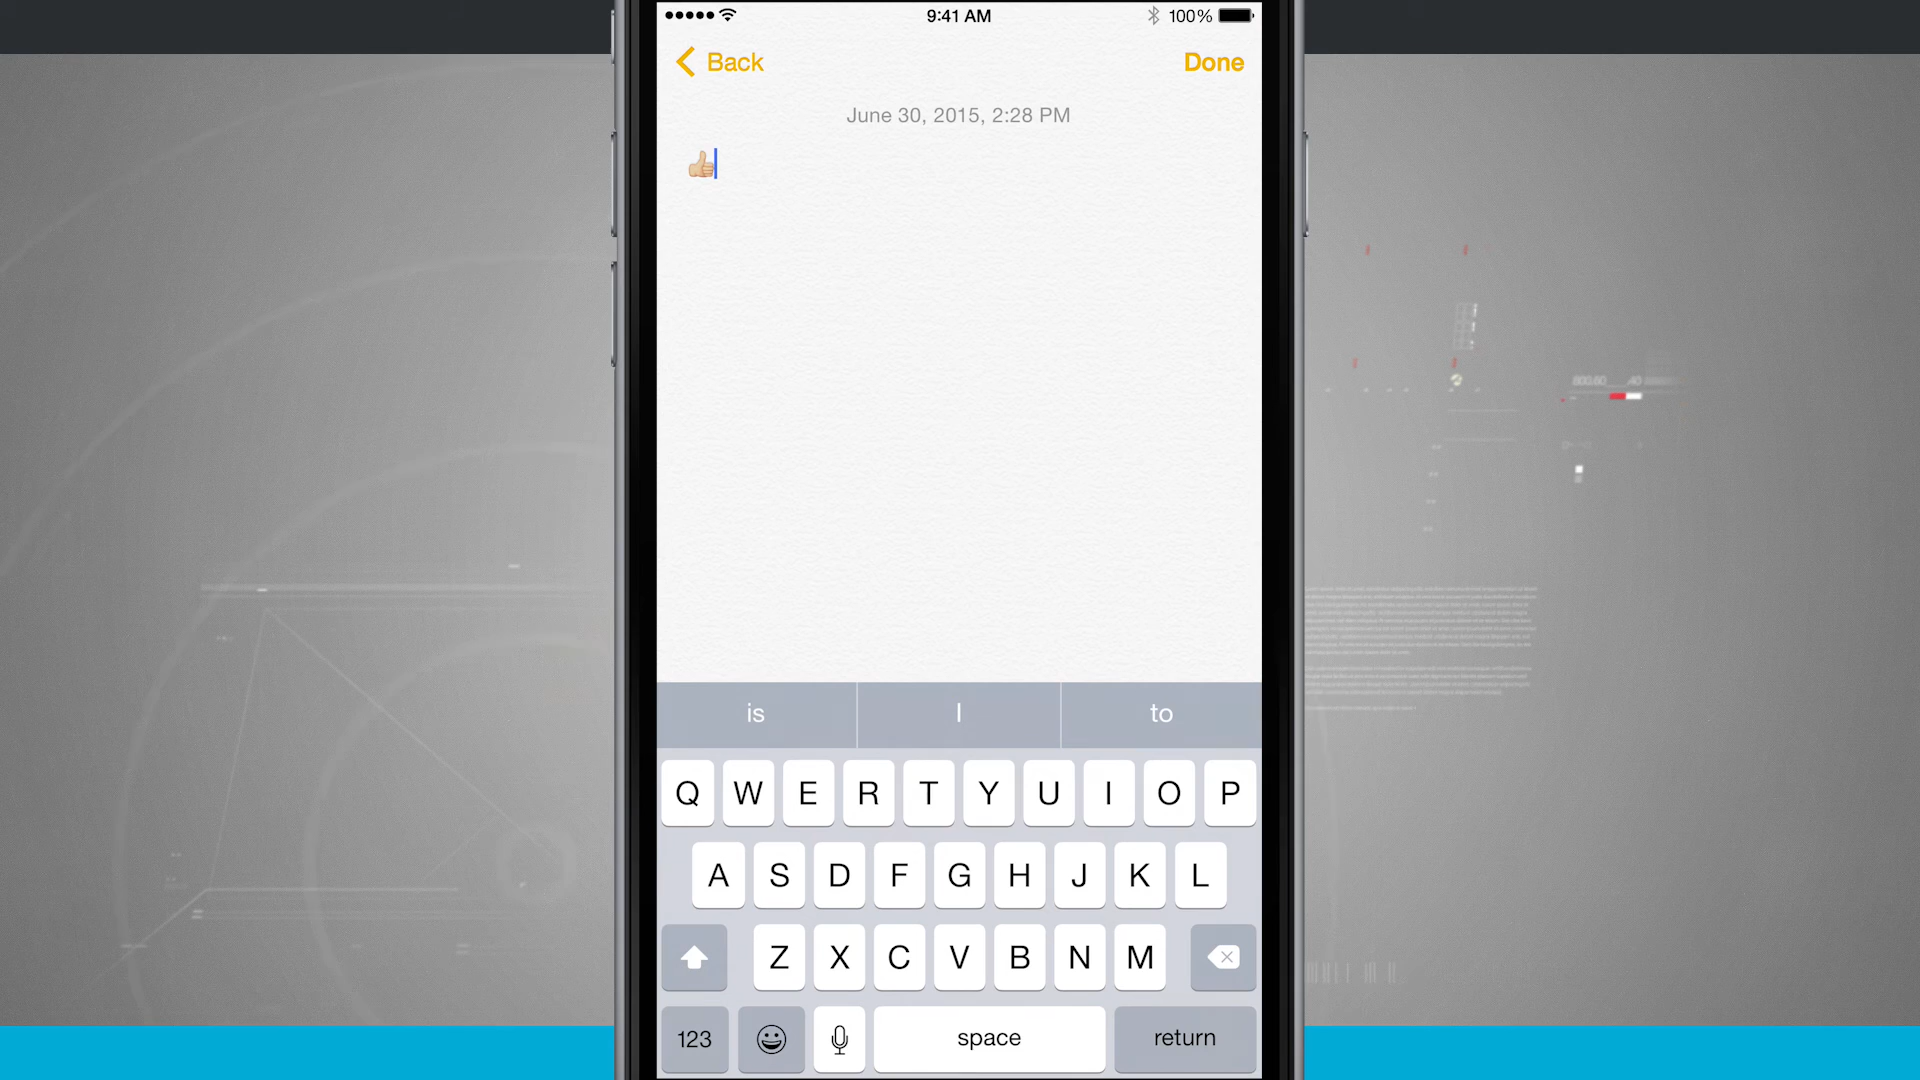 9:41 AM 100%
Back Done
June 30, 2015, 2:28 PM
👍🏼
is I to
Q W E R T Y U I O P
A S D F G H J K L
Z X C V B N M
123 space return